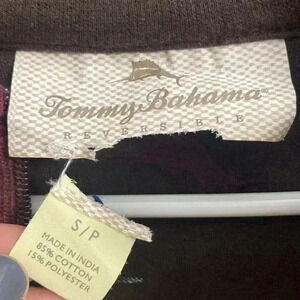 Tommy Bahama
REVERSIBLE
S/P
MADE IN INDIA
85% COTTON
15% POLYESTER